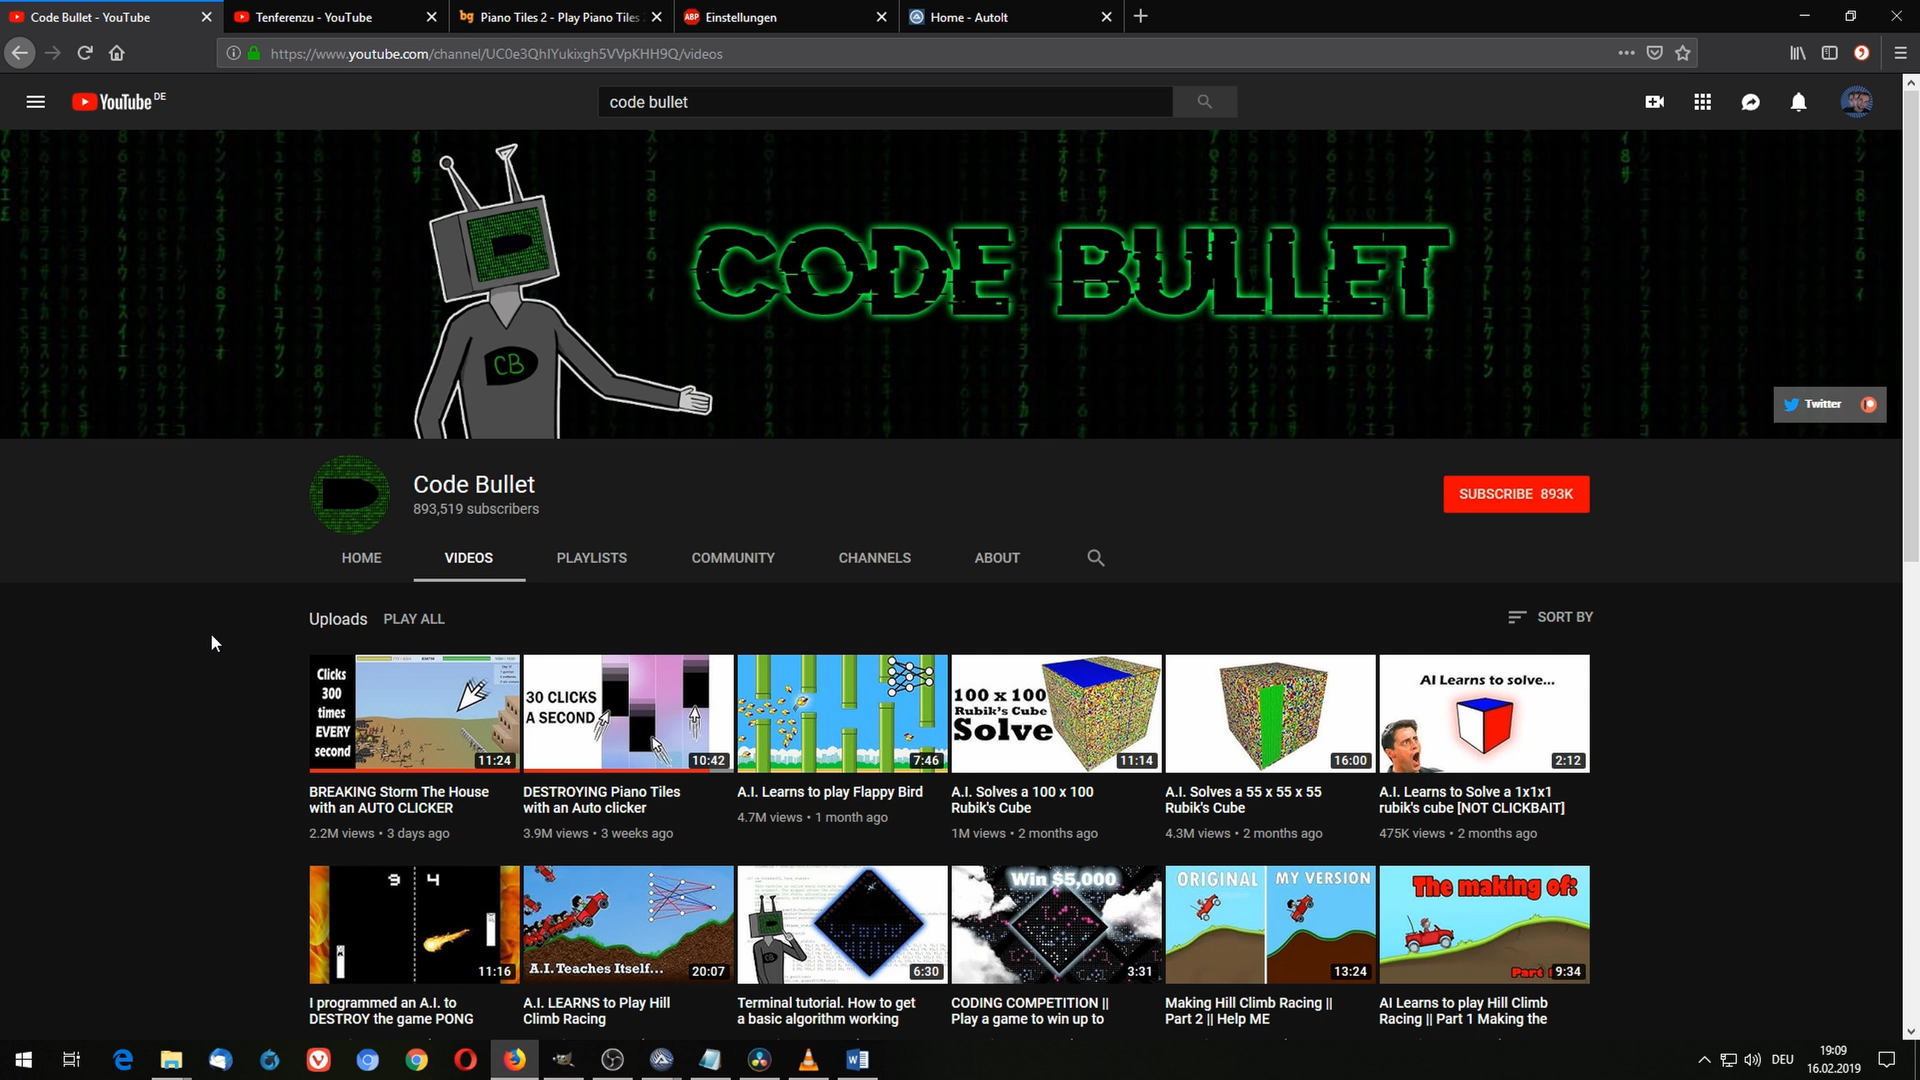 Code Bullet - YouTube
Tenferenzu - YouTube
bg Piano Tiles 2 - Play Piano Tiles
ABP Einstellungen
Home - AutoIt
https://www.youtube.com/channel/UC0e3QhIYukixgh5VVpKHH9Q/videos
YouTube DE
code bullet
CODE BULLET
CB
Twitter
Code Bullet
893,519 subscribers
SUBSCRIBE 893K
HOME
VIDEOS
PLAYLISTS
COMMUNITY
CHANNELS
ABOUT
Uploads
PLAY ALL
SORT BY
Clicks
300
times
EVERY
second
11:24
30 CLICKS
A SECOND
10:42
7:46
100 x 100
Rubik's Cube
Solve
11:14
16:00
AI Learns to solve...
2:12
BREAKING Storm The House
with an AUTO CLICKER
2.2M views • 3 days ago
DESTROYING Piano Tiles
with an Auto clicker
3.9M views • 3 weeks ago
A.I. Learns to play Flappy Bird
4.7M views • 1 month ago
A.I. Solves a 100 x 100
Rubik's Cube
1M views • 2 months ago
A.I. Solves a 55 x 55 x 55
Rubik's Cube
4.3M views • 2 months ago
A.I. Learns to Solve a 1x1x1
rubik's cube [NOT CLICKBAIT]
475K views • 2 months ago
9 4
11:16
A.I. Teaches Itself...
20:07
CB
6:30
Win $5,000
3:31
ORIGINAL
MY VERSION
13:24
The making of:
Part
9:34
I programmed an A.I. to
DESTROY the game PONG
A.I. LEARNS to Play Hill
Climb Racing
Terminal tutorial. How to get
a basic algorithm working
CODING COMPETITION ||
Play a game to win up to
Making Hill Climb Racing ||
Part 2 || Help ME
AI Learns to play Hill Climb
Racing || Part 1 Making the
DEU
19:09
16.02.2019